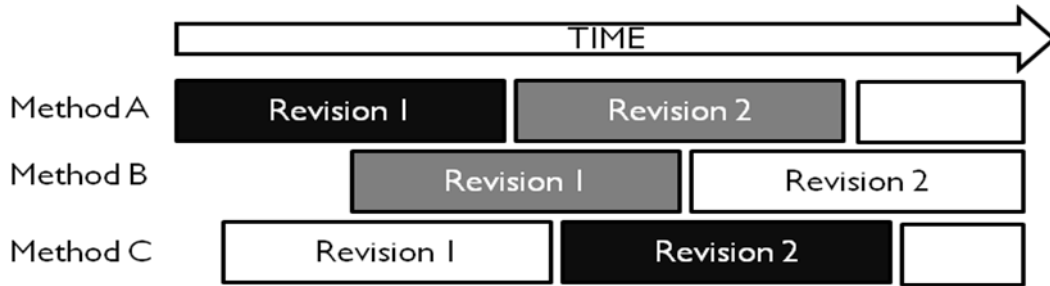 TIME
Method A Revision 1 Revision 2
Method B Revision 1 Revision 2
Method C Revision 1 Revision 2